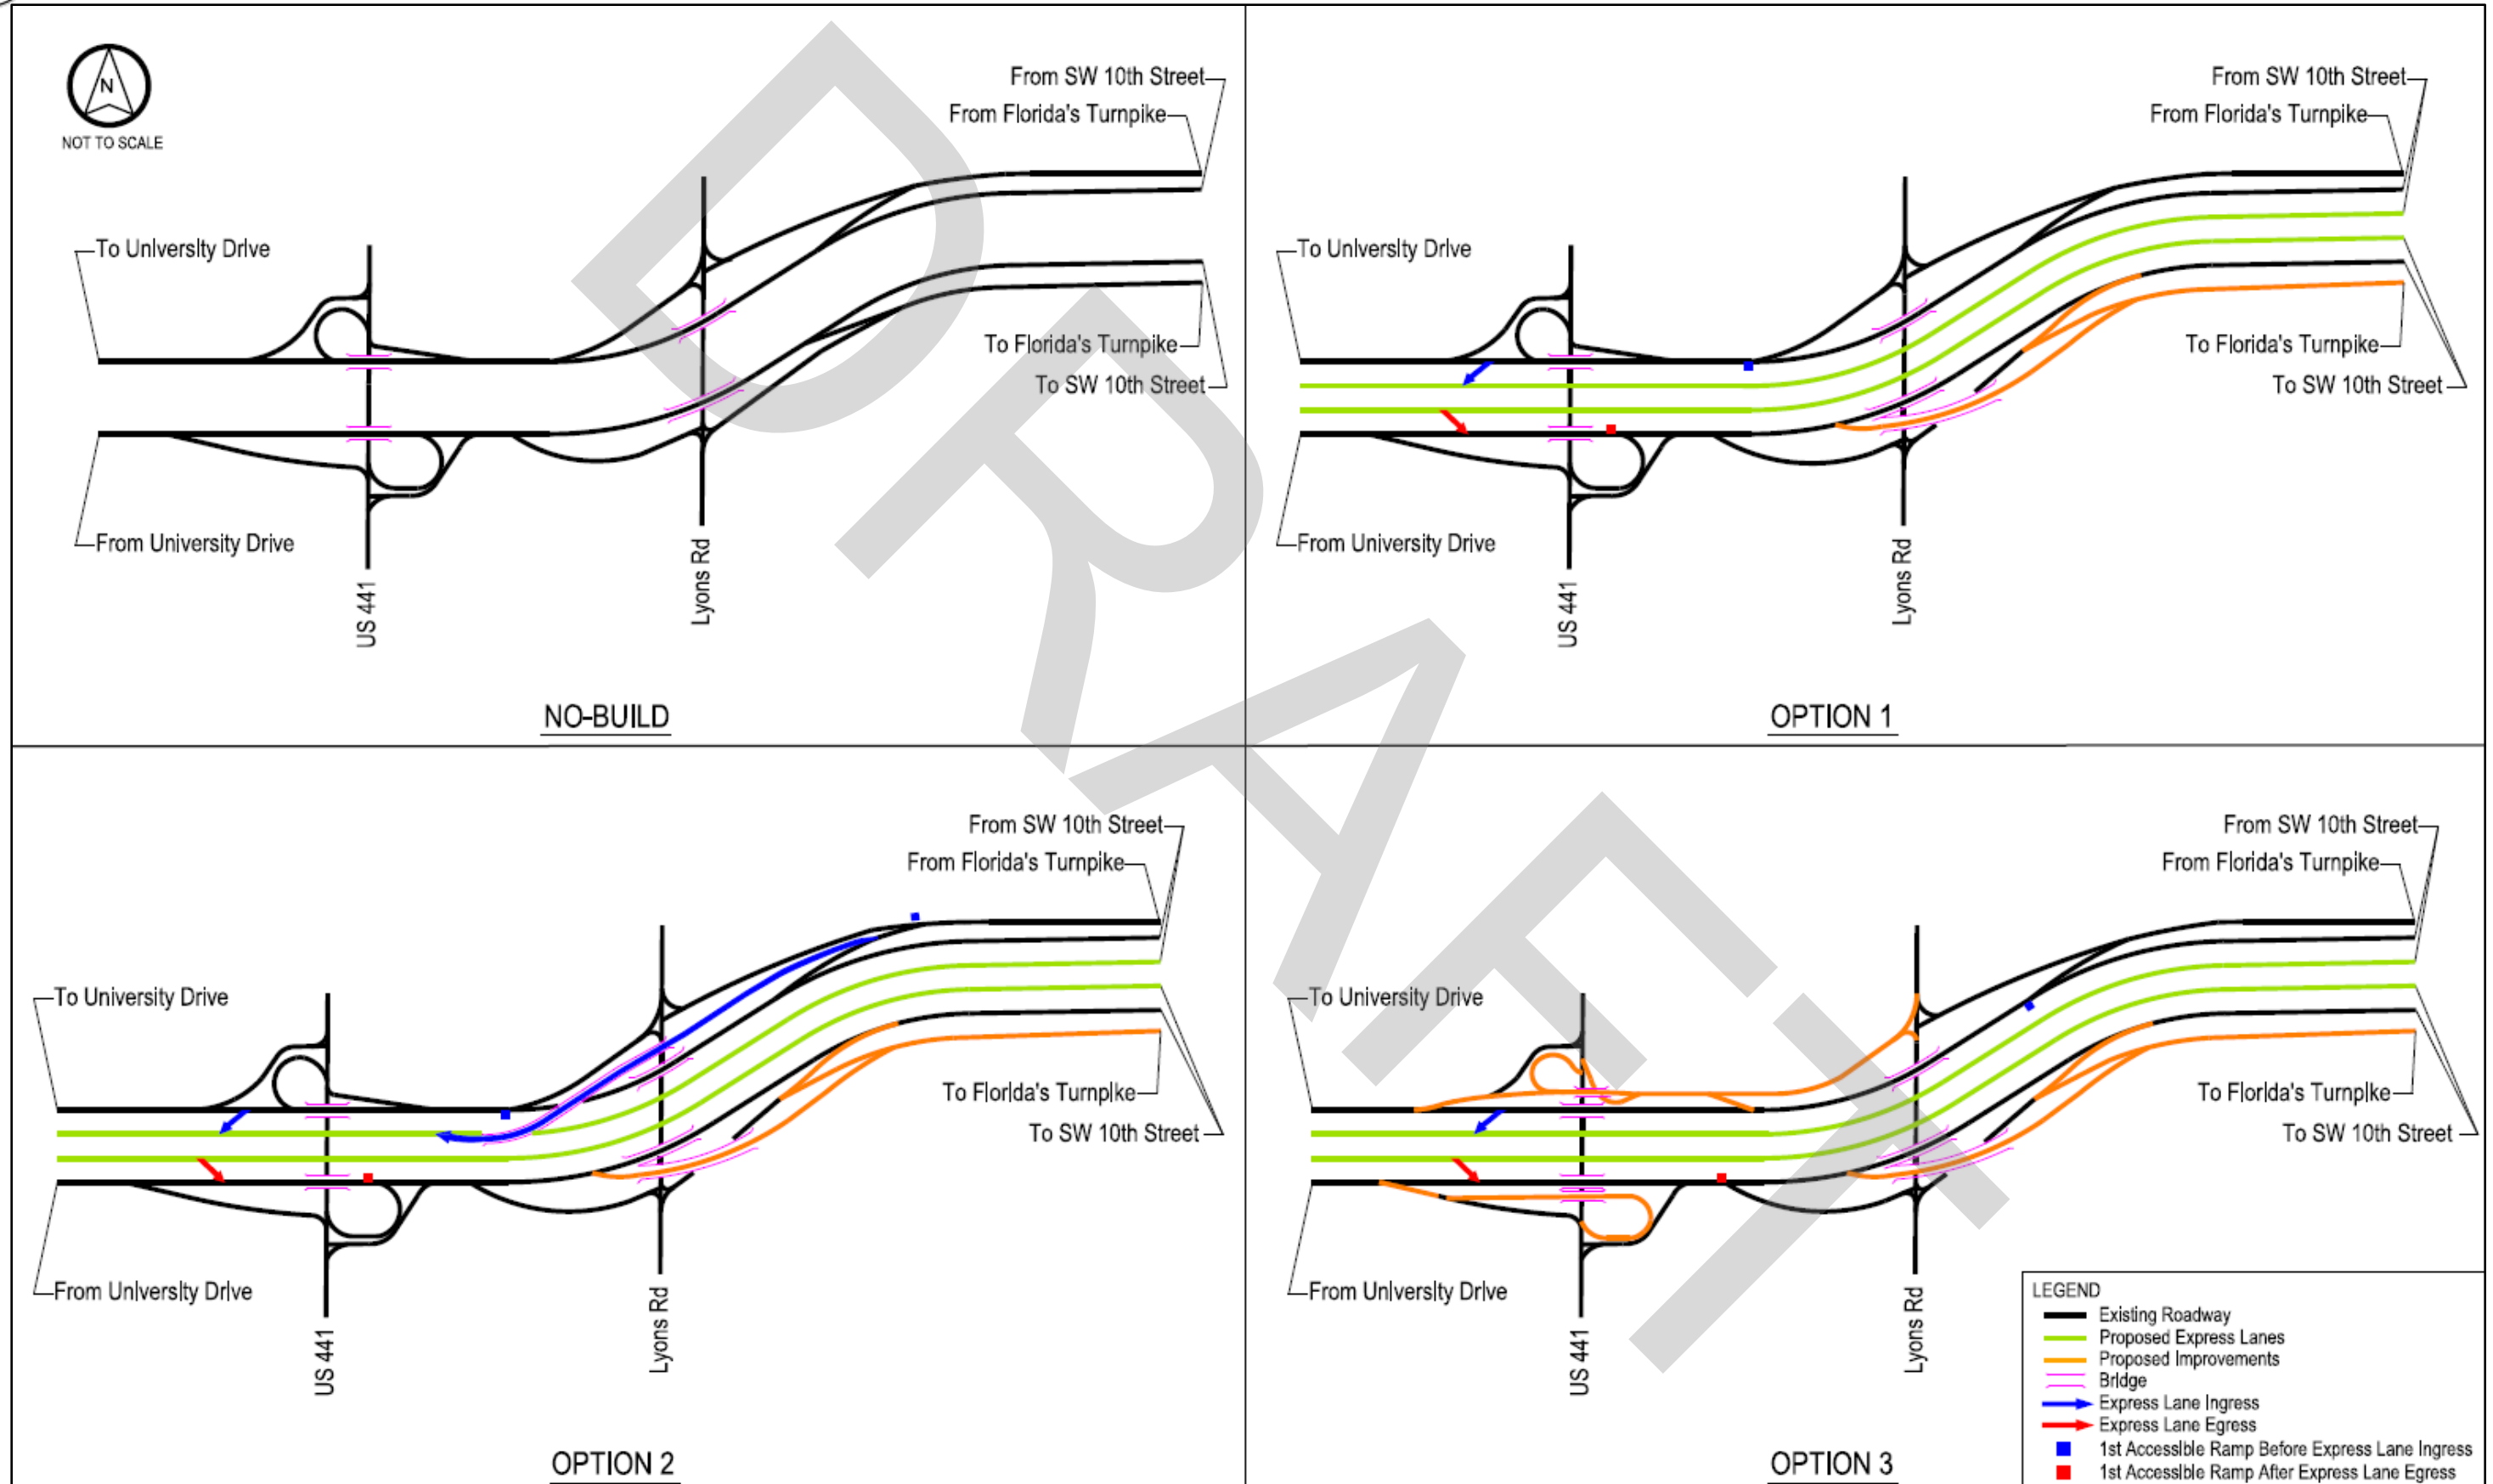 N
NOT TO SCALE
From SW 10th Street
From Florida's Turnpike
To University Drive
To Florida's Turnpike
To SW 10th Street
From University Drive
US 441
Lyons Rd
NO-BUILD
From SW 10th Street
From Florida's Turnpike
To University Drive
To Florida's Turnpike
To SW 10th Street
From University Drive
US 441
Lyons Rd
OPTION 1
From SW 10th Street
From Florida's Turnpike
To University Drive
To Florida's Turnpike
To SW 10th Street
From University Drive
US 441
Lyons Rd
OPTION 2
From SW 10th Street
From Florida's Turnpike
To University Drive
To Florida's Turnpike
To SW 10th Street
From University Drive
US 441
Lyons Rd
OPTION 3
LEGEND
Existing Roadway
Proposed Express Lanes
Proposed Improvements
Bridge
Express Lane Ingress
Express Lane Egress
1st Accessible Ramp Before Express Lane Ingress
1st Accessible Ramp After Express Lane Egress
DRAFT